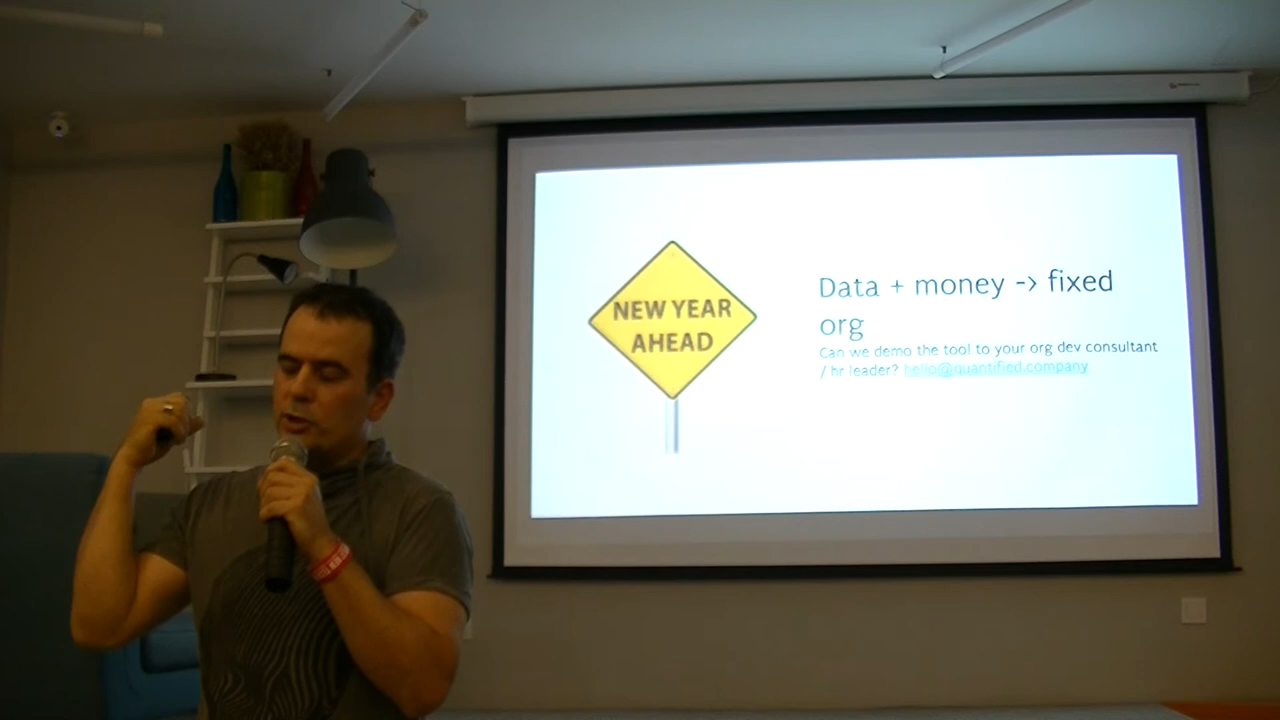 NEW YEAR
AHEAD
Data + money -> fixed
org
Can we demo the tool to your org dev consultant
/ hr leader? hello@quantified.company